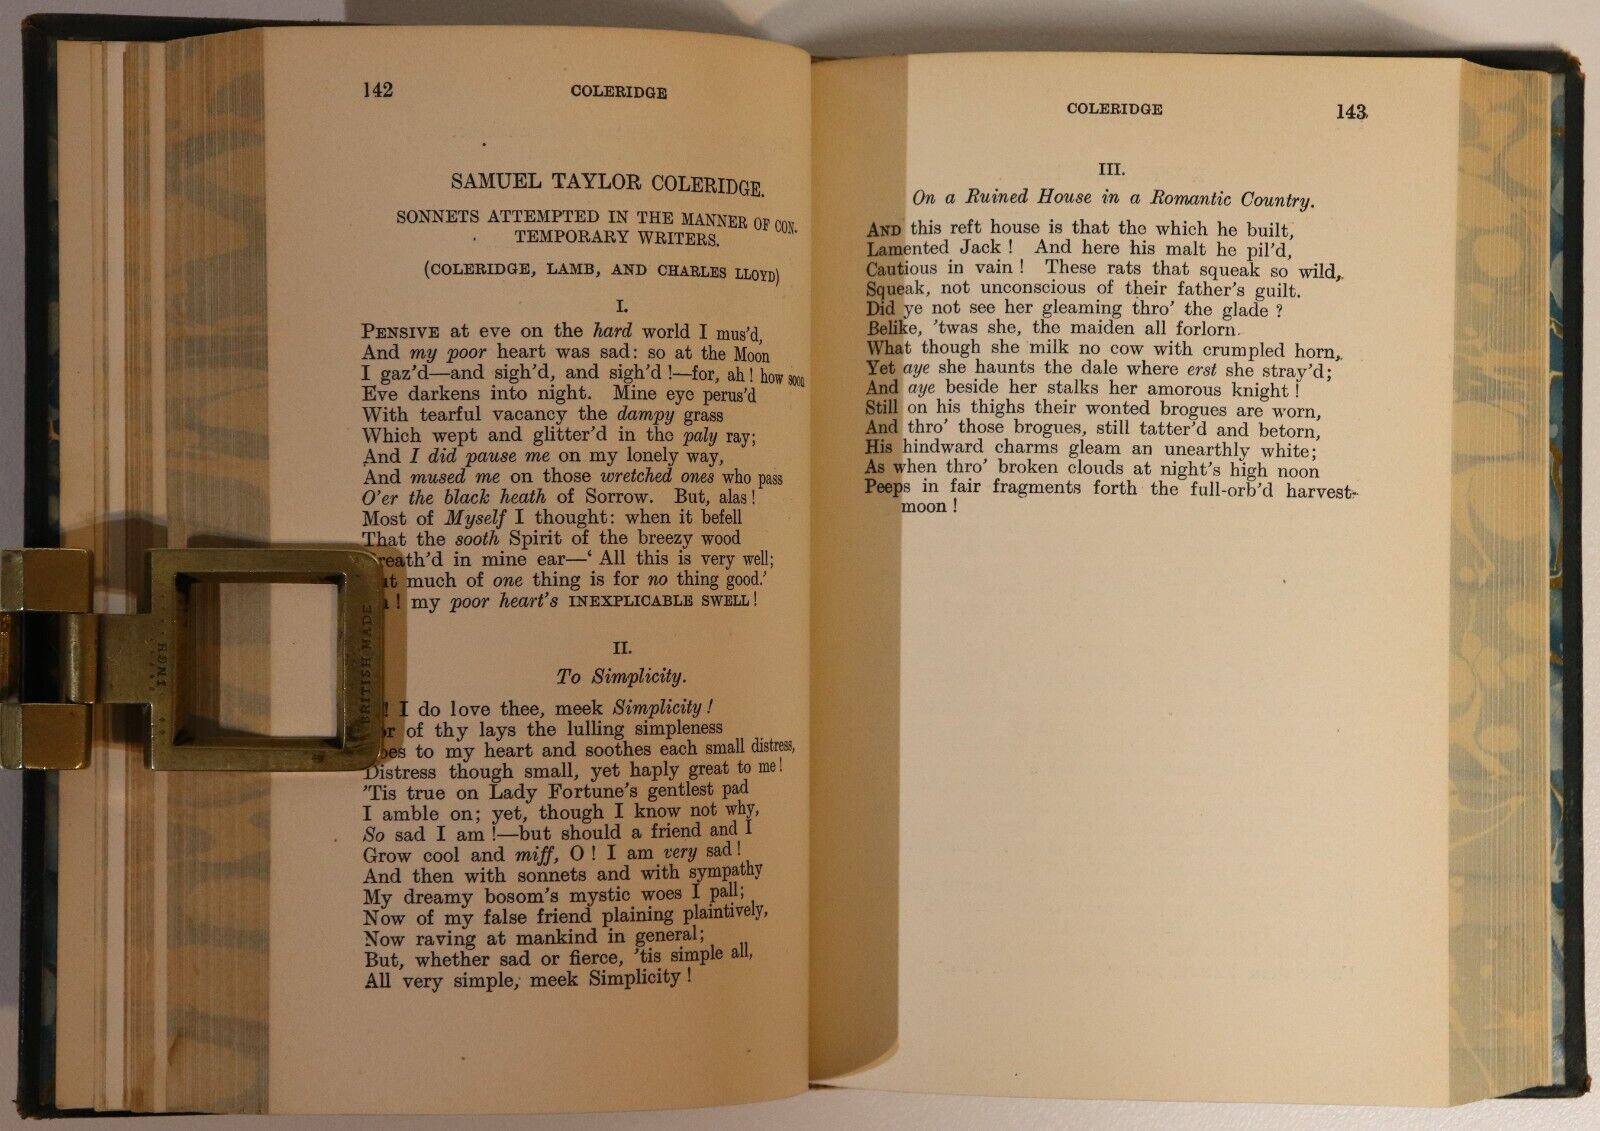 142 COLERIDGE
SAMUEL TAYLOR COLERIDGE.
SONNETS ATTEMPTED IN THE MANNER OF CON-
TEMPORARY WRITERS.
(COLERIDGE, LAMB, AND CHARLES LLOYD)
I.
PENSIVE at eve on the hard world I mus'd,
And my poor heart was sad: so at the Moon
I gaz'd—and sigh'd, and sigh'd!—for, ah! how soon
Eve darkens into night. Mine eye perus'd
With tearful vacancy the dampy grass
Which wept and glitter'd in the paly ray;
And I did pause me on my lonely way,
And mused me on those wretched ones who pass
O'er the black heath of Sorrow. But, alas!
Most of Myself I thought: when it befell
That the sooth Spirit of the breezy wood
reath'd in mine ear—'All this is very well;
ut much of one thing is for no thing good.'
! my poor heart's INEXPLICABLE SWELL!
II.
To Simplicity.
! I do love thee, meek Simplicity!
or of thy lays the lulling simpleness
oes to my heart and soothes each small distress,
Distress though small, yet haply great to me!
'Tis true on Lady Fortune's gentlest pad
I amble on; yet, though I know not why,
So sad I am!—but should a friend and I
Grow cool and miff, O! I am very sad!
And then with sonnets and with sympathy
My dreamy bosom's mystic woes I pall;
Now of my false friend plaining plaintively,
Now raving at mankind in general;
But, whether sad or fierce, 'tis simple all,
All very simple, meek Simplicity!
BRITISH MADE
COLERIDGE 143
III.
On a Ruined House in a Romantic Country.
AND this reft house is that the which he built,
Lamented Jack! And here his malt he pil'd,
Cautious in vain! These rats that squeak so wild,
Squeak, not unconscious of their father's guilt.
Did ye not see her gleaming thro' the glade?
Belike, 'twas she, the maiden all forlorn.
What though she milk no cow with crumpled horn,
Yet aye she haunts the dale where erst she stray'd;
And aye beside her stalks her amorous knight!
Still on his thighs their wonted brogues are worn,
And thro' those brogues, still tatter'd and betorn,
His hindward charms gleam an unearthly white;
As when thro' broken clouds at night's high noon
Peeps in fair fragments forth the full-orb'd harvest-
moon!